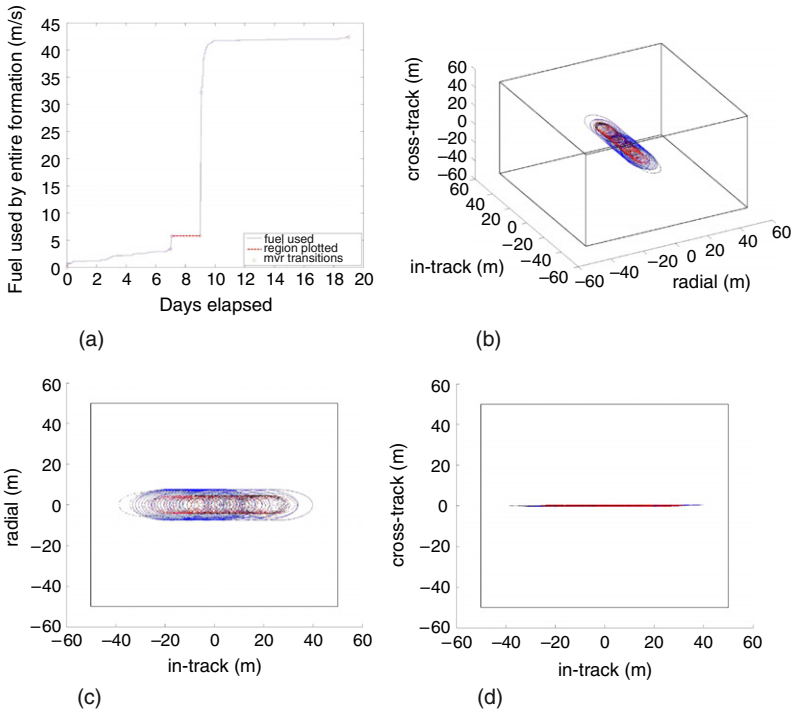 Fuel used by entire formation (m/s)
45
40
35
30
25
20
15
10
5
0
fuel used
region plotted
mvr transitions
0 2 4 6 8 10 12 14 16 18 20
Days elapsed
(a)
cross-track (m)
60
40
20
0
−20
−40
−60
60
40
20
0
−20
−40
−60
in-track (m)
−60
−40
−20
0
20
40
60
radial (m)
(b)
radial (m)
60
40
20
0
−20
−40
−60
−60 −40 −20 0 20 40 60
in-track (m)
(c)
cross-track (m)
60
40
20
0
−20
−40
−60
−60 −40 −20 0 20 40 60
in-track (m)
(d)